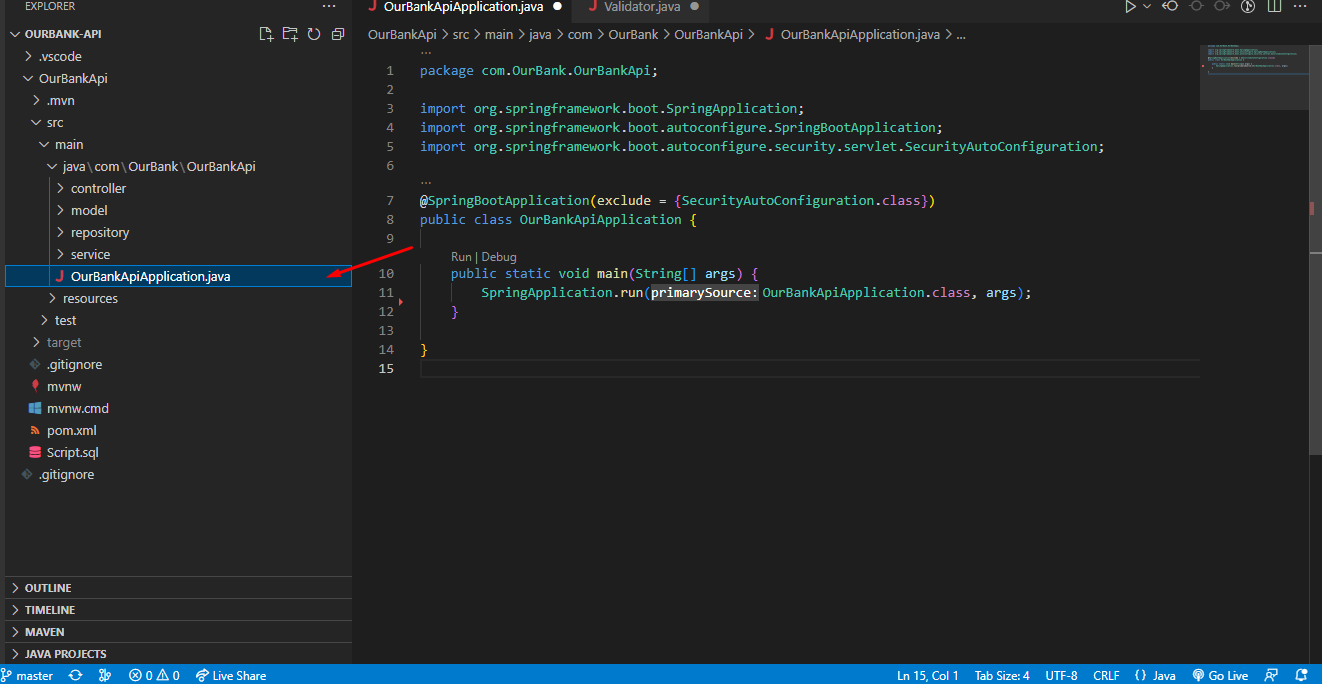 EXPLORER
OURBANK-API
.vscode
OurBankApi
.mvn
src
main
java\com\OurBank\OurBankApi
controller
model
repository
service
OurBankApiApplication.java
resources
test
target
.gitignore
mvnw
mvnw.cmd
pom.xml
Script.sql
.gitignore
OUTLINE
TIMELINE
MAVEN
JAVA PROJECTS
OurBankApiApplication.java
Validator.java
OurBankApi > src > main > java > com > OurBank > OurBankApi > OurBankApiApplication.java > ...
1 package com.OurBank.OurBankApi;
2
3 import org.springframework.boot.SpringApplication;
4 import org.springframework.boot.autoconfigure.SpringBootApplication;
5 import org.springframework.boot.autoconfigure.security.servlet.SecurityAutoConfiguration;
6
7 @SpringBootApplication(exclude = {SecurityAutoConfiguration.class})
8 public class OurBankApiApplication {
9
Run | Debug
10 public static void main(String[] args) {
11 SpringApplication.run(primarySource:OurBankApiApplication.class, args);
12 }
13
14 }
15
master 0 0 Live Share Ln 15, Col 1 Tab Size: 4 UTF-8 CRLF {} Java Go Live